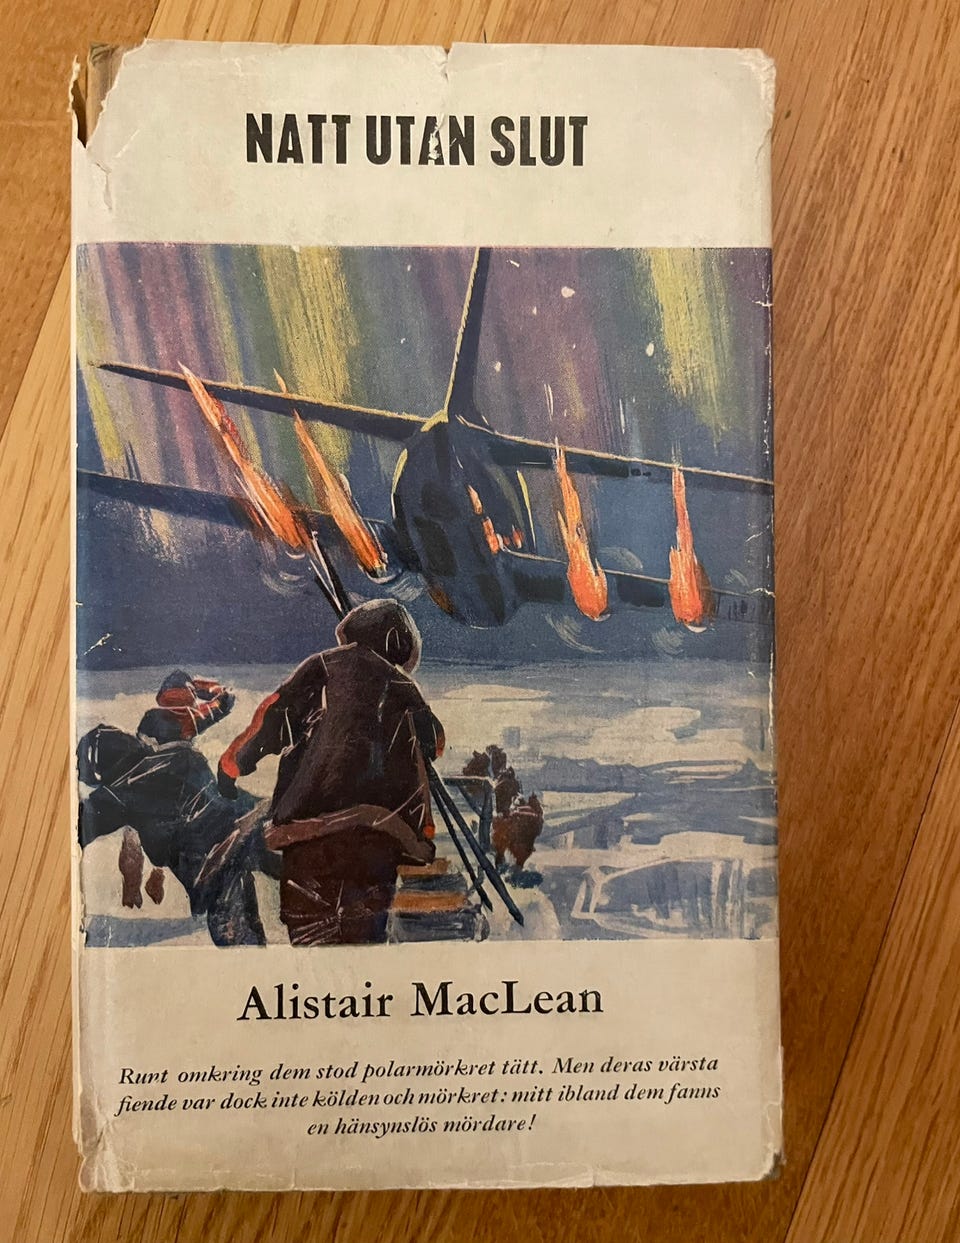 NATT UTAN SLUT
Alistair MacLean
Runt omkring dem stod polarmörkret tätt. Men deras värsta
fiende var dock inte kölden och mörkret: mitt ibland dem fanns
en hänsynslös mördare!